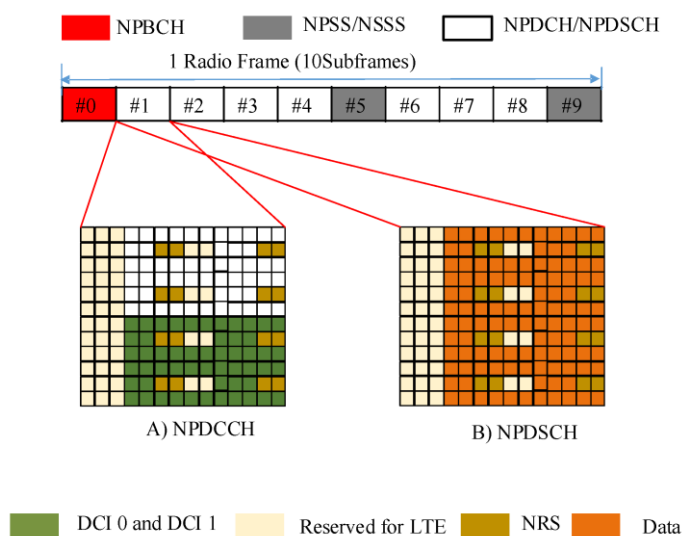 NPBCH NPSS/NSSS NPDCH/NPDSCH
1 Radio Frame (10Subframes)
#0 #1 #2 #3 #4 #5 #6 #7 #8 #9
A) NPDCCH B) NPDSCH
DCI 0 and DCI 1 Reserved for LTE NRS Data